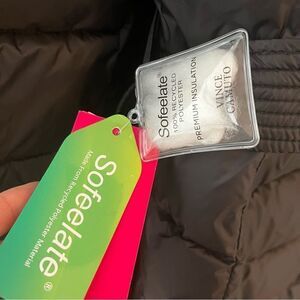 Sofeelate®
100% RECYCLED
POLYESTER
PREMIUM INSULATION
VINCE
CAMUTO
Sofeelate®
Made From Recycled Polyester Material